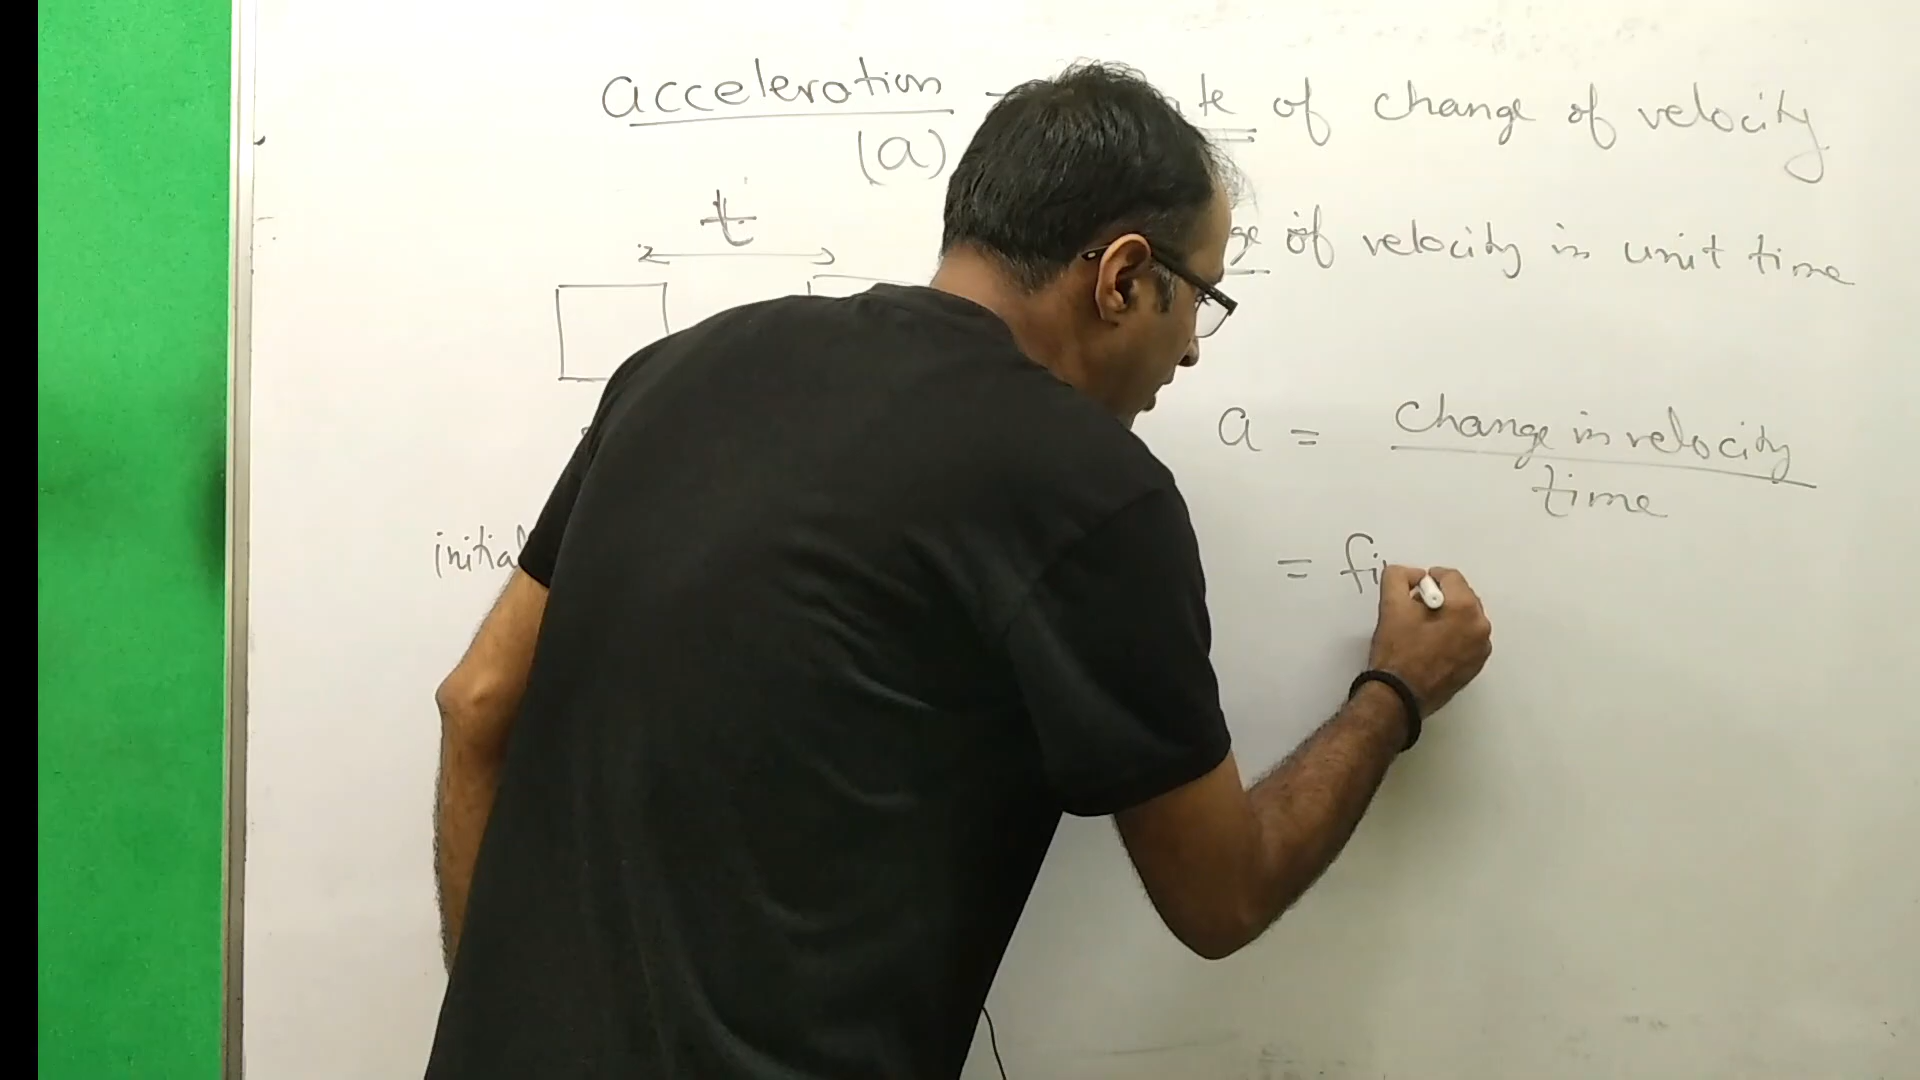 acceleration - of change of velocity
(a)
t
of velocity in unit time
a = change in velocity
time
initial
= fi